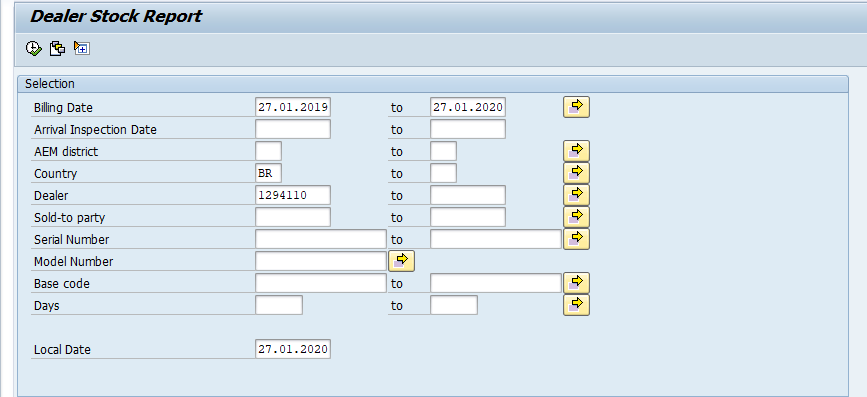 Dealer Stock Report
Selection
Billing Date 27.01.2019 to 27.01.2020
Arrival Inspection Date to
AEM district to
Country BR to
Dealer 1294110 to
Sold-to party to
Serial Number to
Model Number
Base code to
Days to
Local Date 27.01.2020